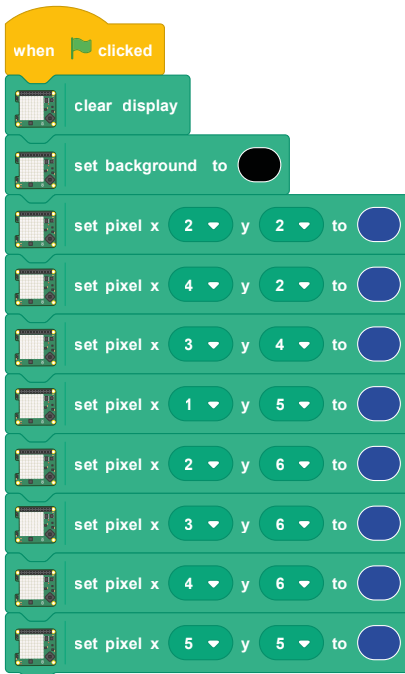 when clicked
clear display
set background to
set pixel x 2 y 2 to
set pixel x 4 y 2 to
set pixel x 3 y 4 to
set pixel x 1 y 5 to
set pixel x 2 y 6 to
set pixel x 3 y 6 to
set pixel x 4 y 6 to
set pixel x 5 y 5 to